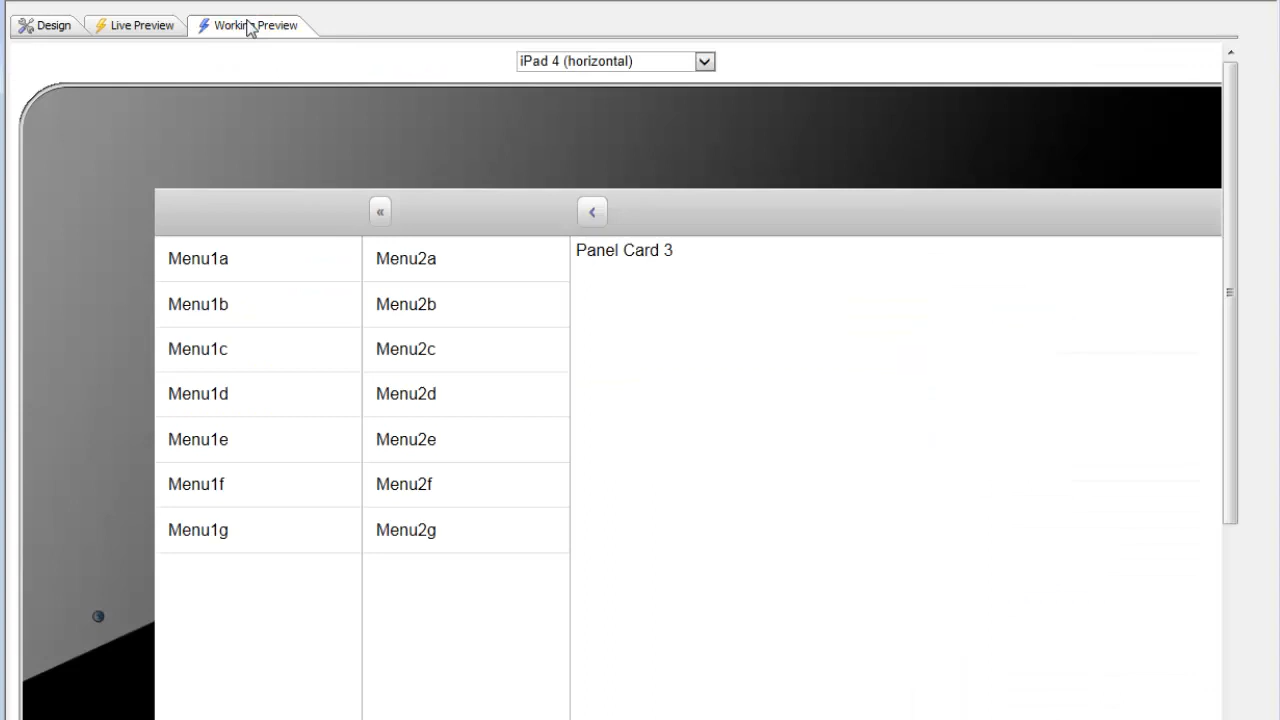 Design
Live Preview
Working Preview
iPad 4 (horizontal)
«
Panel Card 3
Menu1a
Menu2a
Menu1b
Menu2b
Menu1c
Menu2c
Menu1d
Menu2d
Menu1e
Menu2e
Menu1f
Menu2f
Menu1g
Menu2g